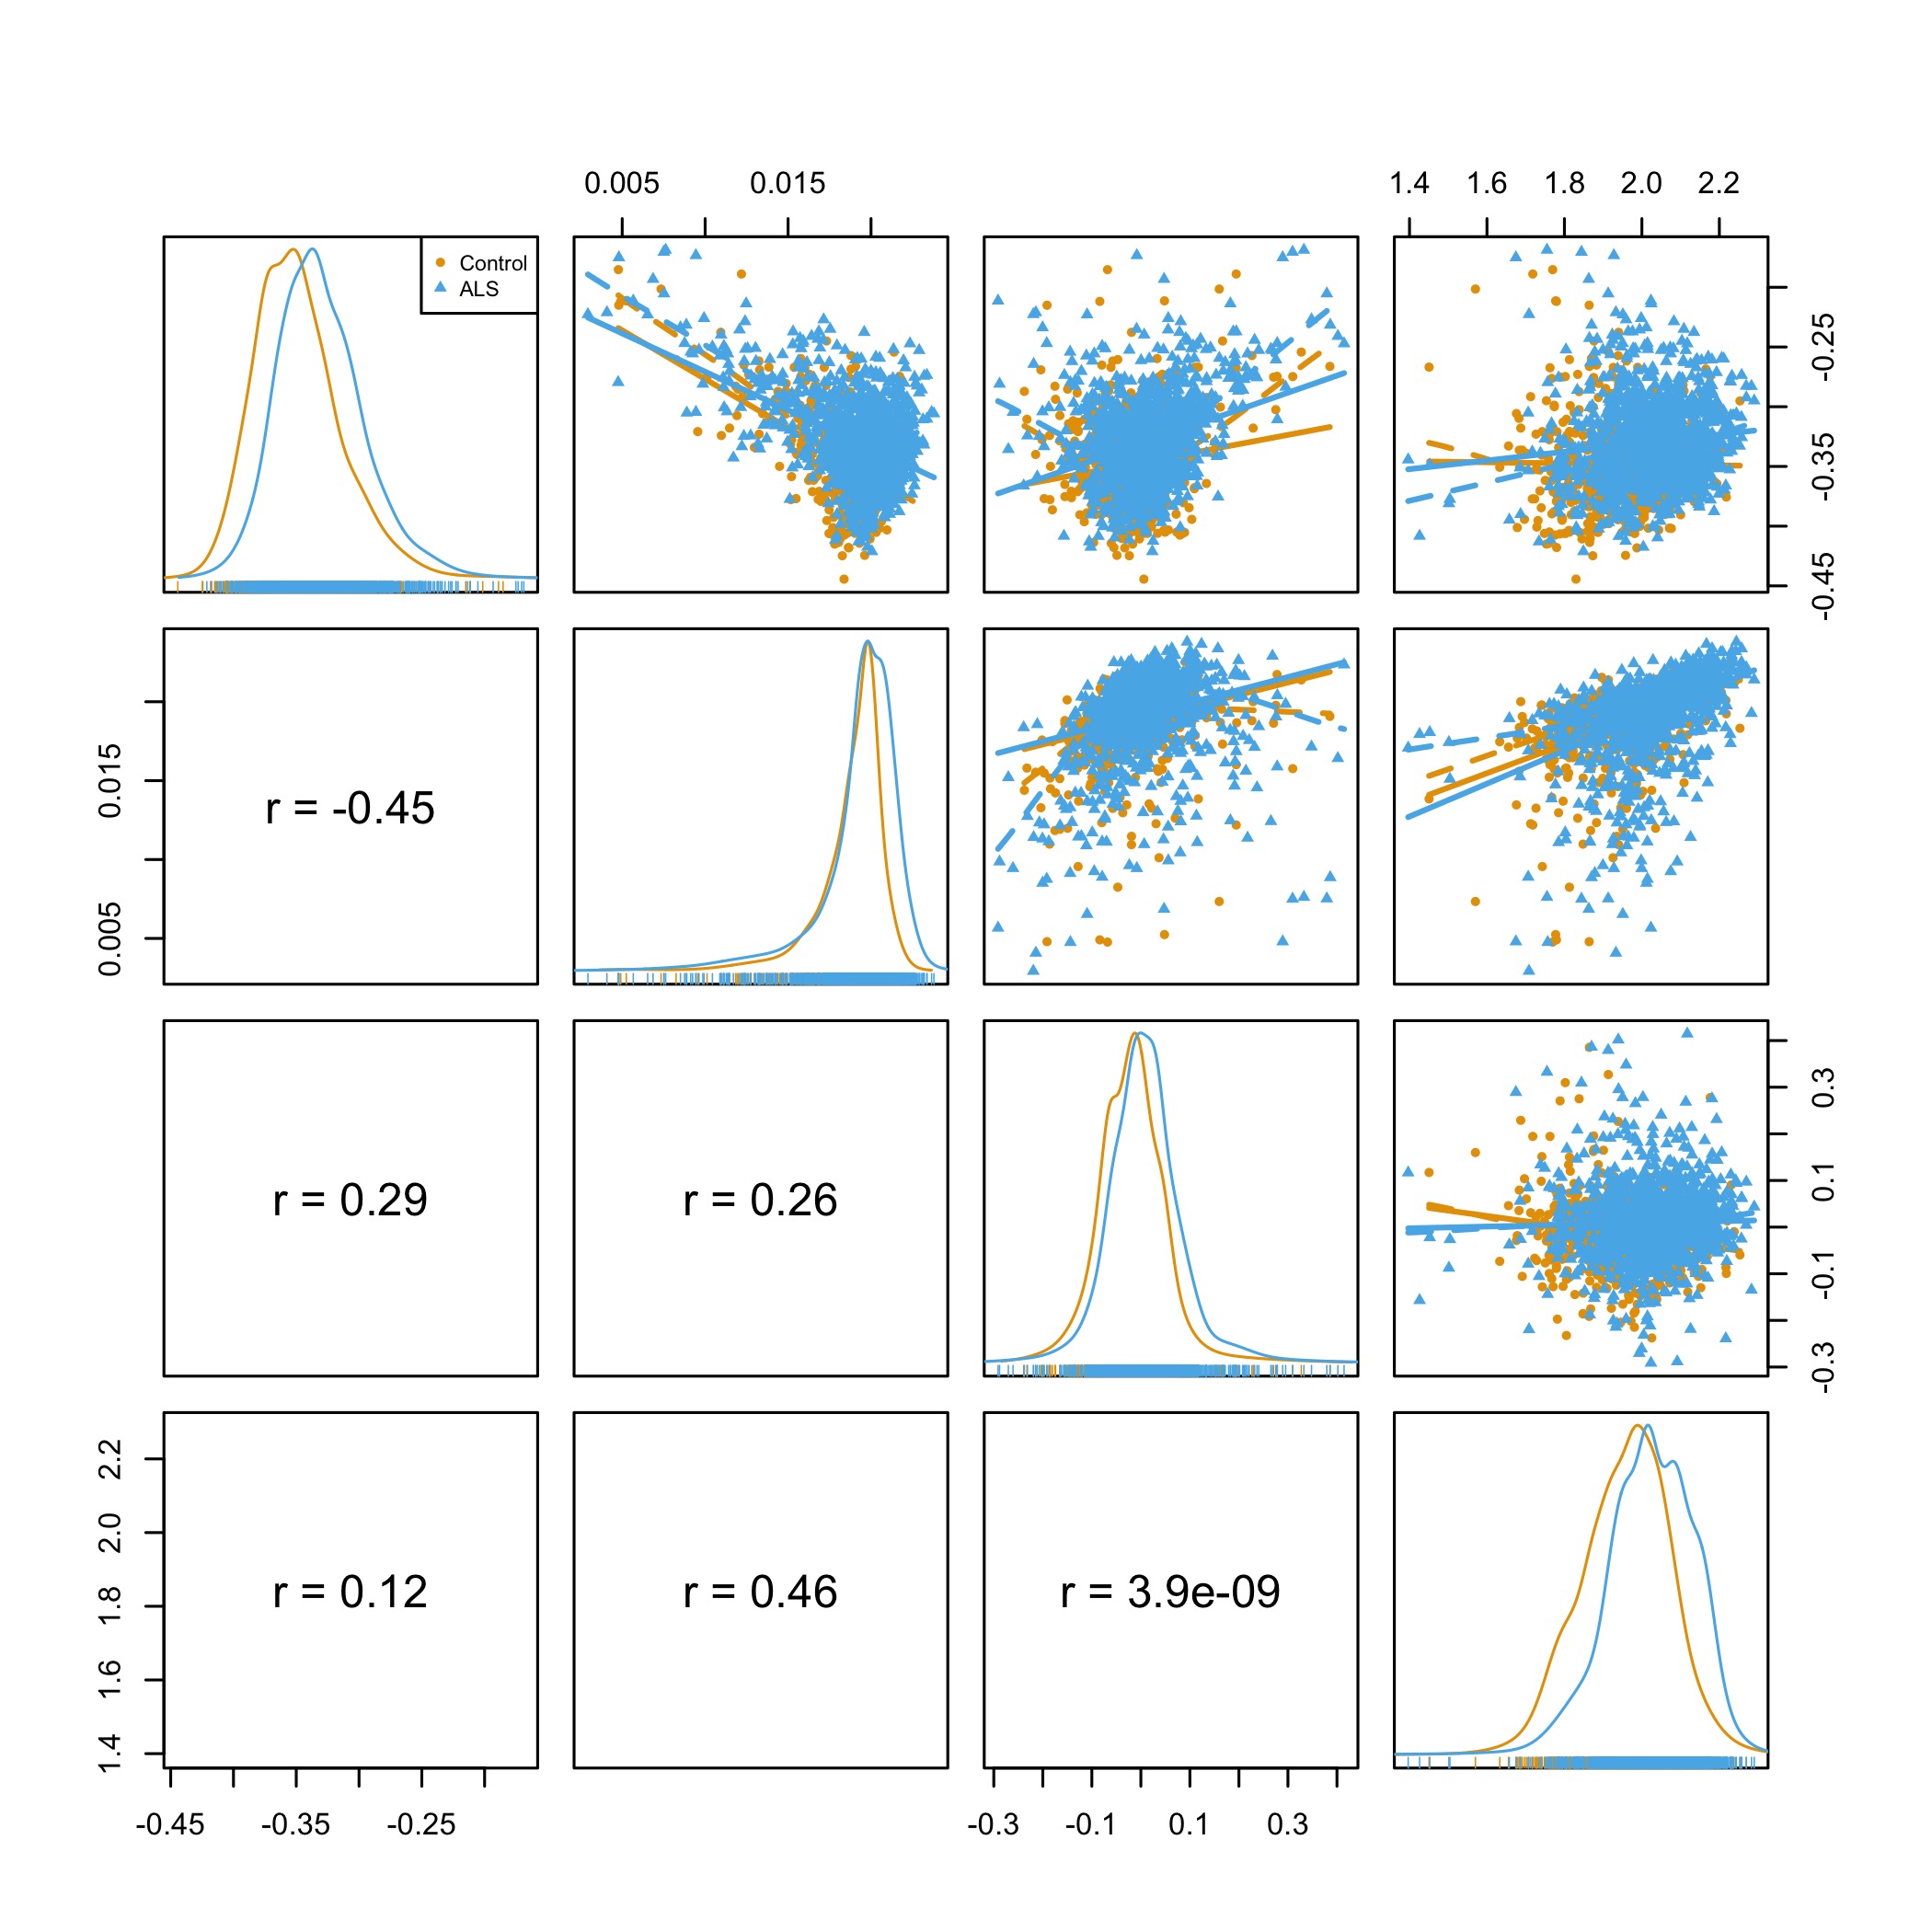 0.005 0.015
1.4 1.6 1.8 2.0 2.2
Control
ALS
-0.25
-0.35
-0.45
0.015
0.005
r = -0.45
r = 0.29
r = 0.26
0.3
0.1
-0.1
-0.3
2.2
2.0
1.8
1.6
1.4
r = 0.12
r = 0.46
r = 3.9e-09
-0.45 -0.35 -0.25
-0.3 -0.1 0.1 0.3